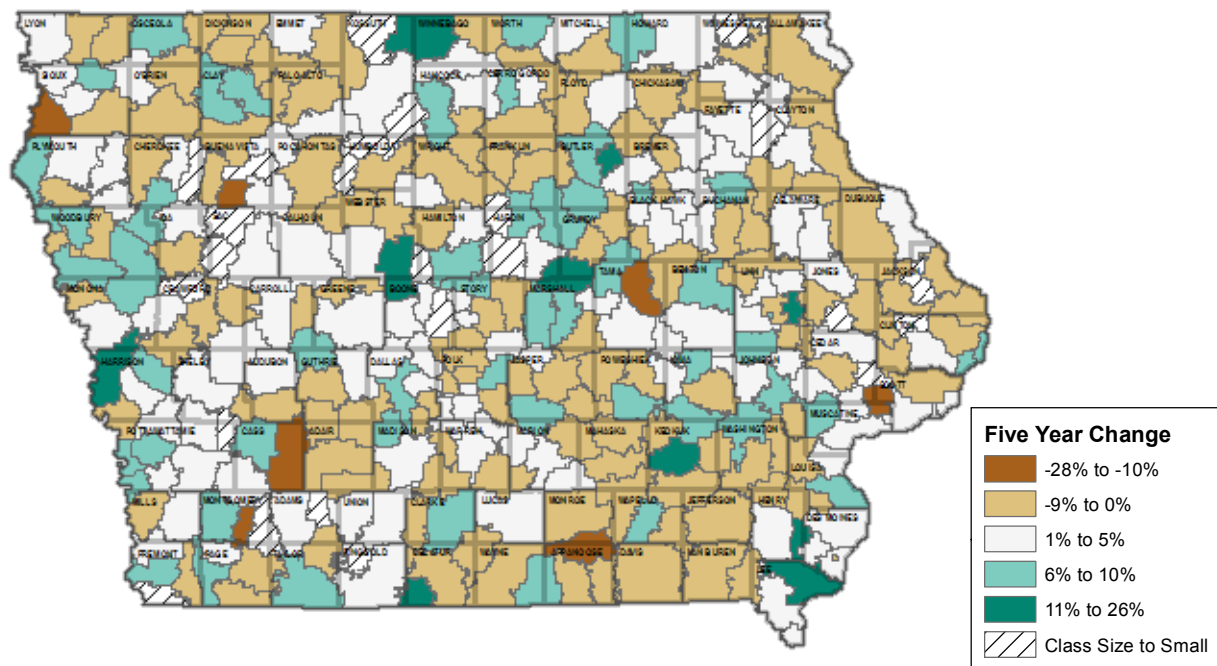 LYON OSCEOLA DICKINSON EMMET KOSSUTH WINNEBAGO WORTH MITCHELL HOWARD WINNESHIEK ALLAMAKEE
SIOUX O'BRIEN CLAY PALO ALTO HANCOCK CERRO GORDO FLOYD CHICKASAW
FAYETTE CLAYTON
PLYMOUTH CHEROKEE BUENA VISTA POCAHONTAS HUMBOLDT WRIGHT FRANKLIN BUTLER BREMER
WOODBURY IDA SAC CALHOUN WEBSTER HAMILTON HARDIN GRUNDY BLACK HAWK BUCHANAN DELAWARE DUBUQUE
MONONA CRAWFORD CARROLL GREENE BOONE STORY MARSHALL TAMA BENTON LINN JONES JACKSON
CLINTON
HARRISON SHELBY AUDUBON GUTHRIE DALLAS POLK JASPER POWESHIEK IOWA JOHNSON CEDAR
SCOTT
MUSCATINE
POTTAWATTAMIE CASS ADAIR MADISON WARREN MARION MAHASKA KEOKUK WASHINGTON
LOUISA
MILLS MONTGOMERY ADAMS UNION CLARKE LUCAS MONROE WAPELLO JEFFERSON HENRY
DES MOINES
FREMONT PAGE TAYLOR RINGGOLD DECATUR WAYNE APPANOOSE DAVIS VAN BUREN
LEE
Five Year Change
-28% to -10%
-9% to 0%
1% to 5%
6% to 10%
11% to 26%
Class Size to Small